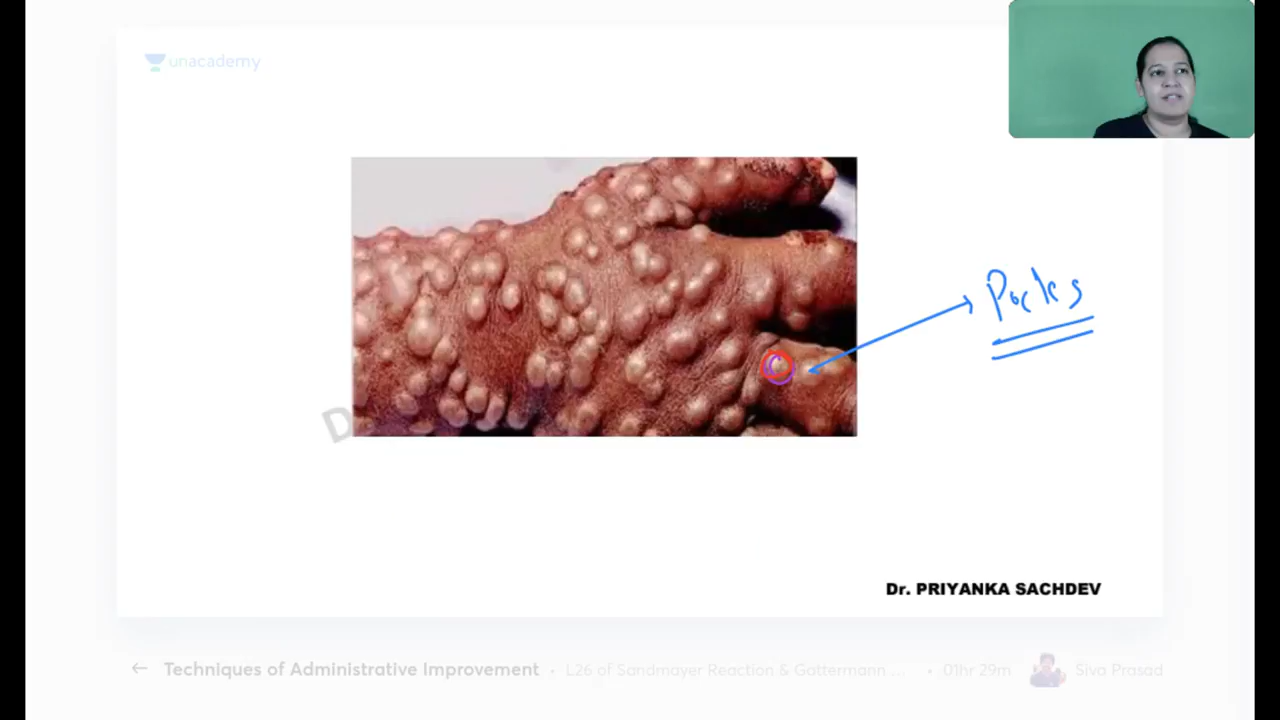 unacademy
Pocks
D
Dr. PRIYANKA SACHDEV
← Techniques of Administrative Improvement • L26 of Sandmayer Reaction & Gattermann ... • 01hr 29m Siva Prasad